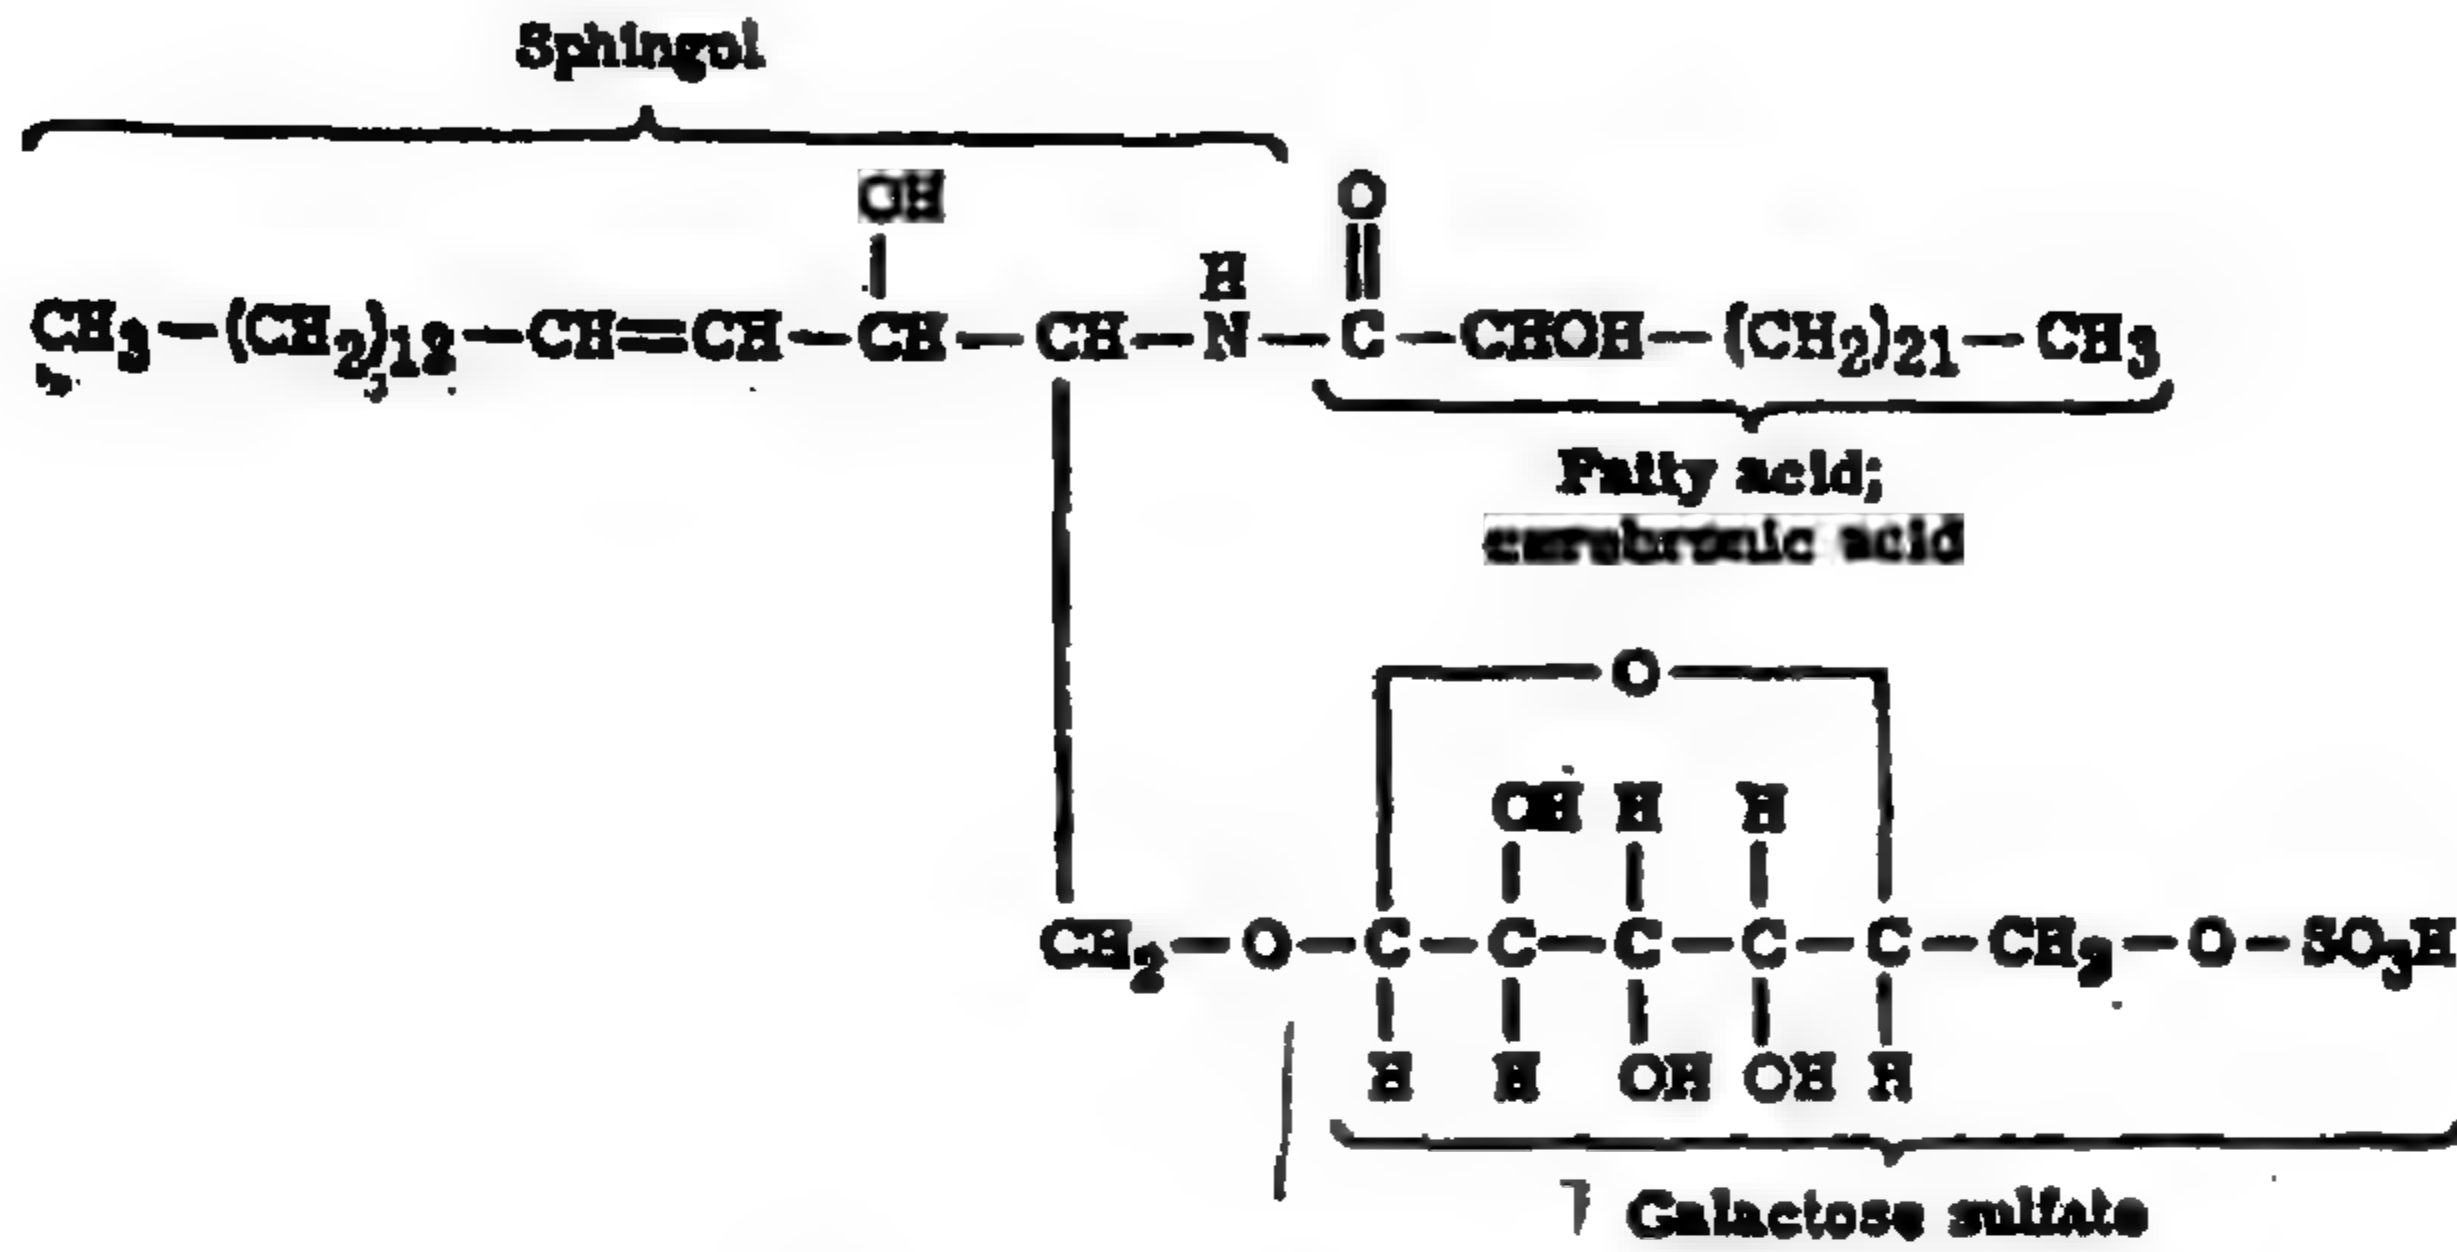 Sphingol
OH O
H
CH3—(CH2)12—CH=CH—CH—CH—N—C—CHOH—(CH2)21—CH3
Fatty acid;
cerebronic acid
O
OH H H
CH2—O—C—C—C—C—C—CH2—O—SO3H
H H OH OH H
Galactose sulfate